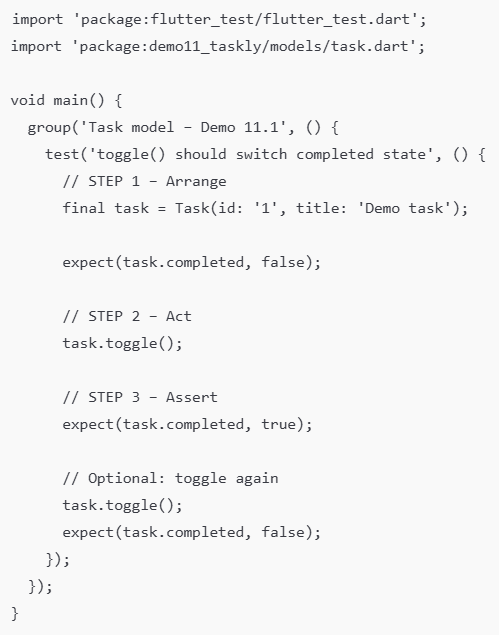 import 'package:flutter_test/flutter_test.dart';
import 'package:demo11_taskly/models/task.dart';

void main() {
  group('Task model – Demo 11.1', () {
    test('toggle() should switch completed state', () {
      // STEP 1 – Arrange
      final task = Task(id: '1', title: 'Demo task');

      expect(task.completed, false);

      // STEP 2 – Act
      task.toggle();

      // STEP 3 – Assert
      expect(task.completed, true);

      // Optional: toggle again
      task.toggle();
      expect(task.completed, false);
    });
  });
}